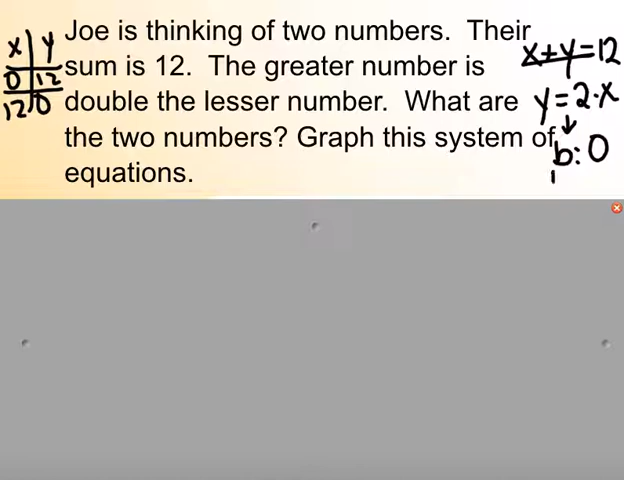 Joe is thinking of two numbers. Their
sum is 12. The greater number is
double the lesser number. What are
the two numbers? Graph this system of
equations.
x | y
0 | 12
12 | 0
x+y=12
y=2·x
↓
b: 0